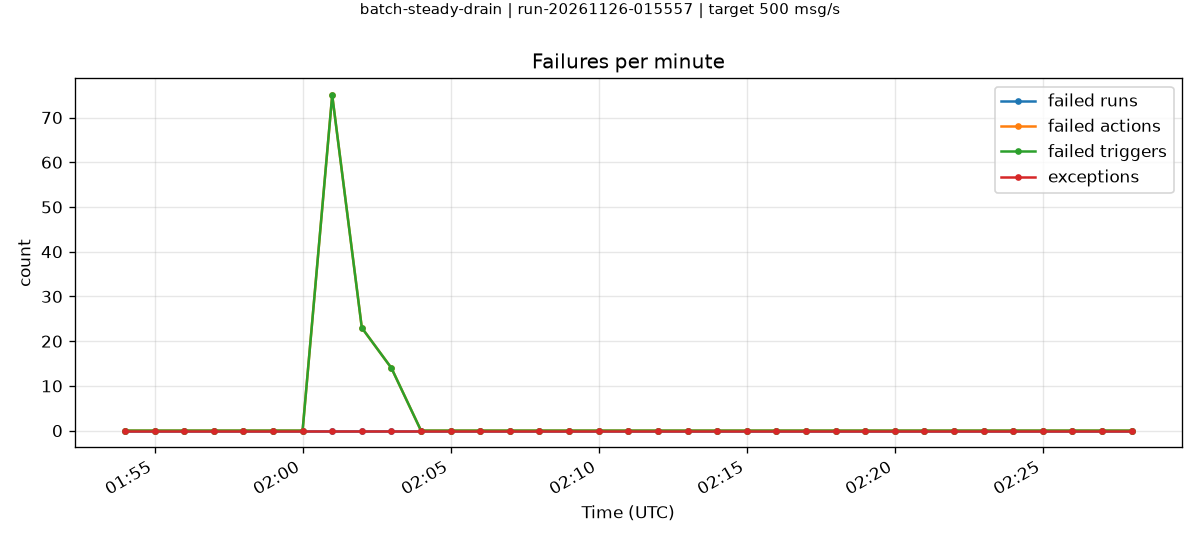 batch-steady-drain | run-20261126-015557 | target 500 msg/s
Failures per minute
failed runs
failed actions
failed triggers
exceptions
count
70
60
50
40
30
20
10
0
01:55
02:00
02:05
02:10
02:15
02:20
02:25
Time (UTC)